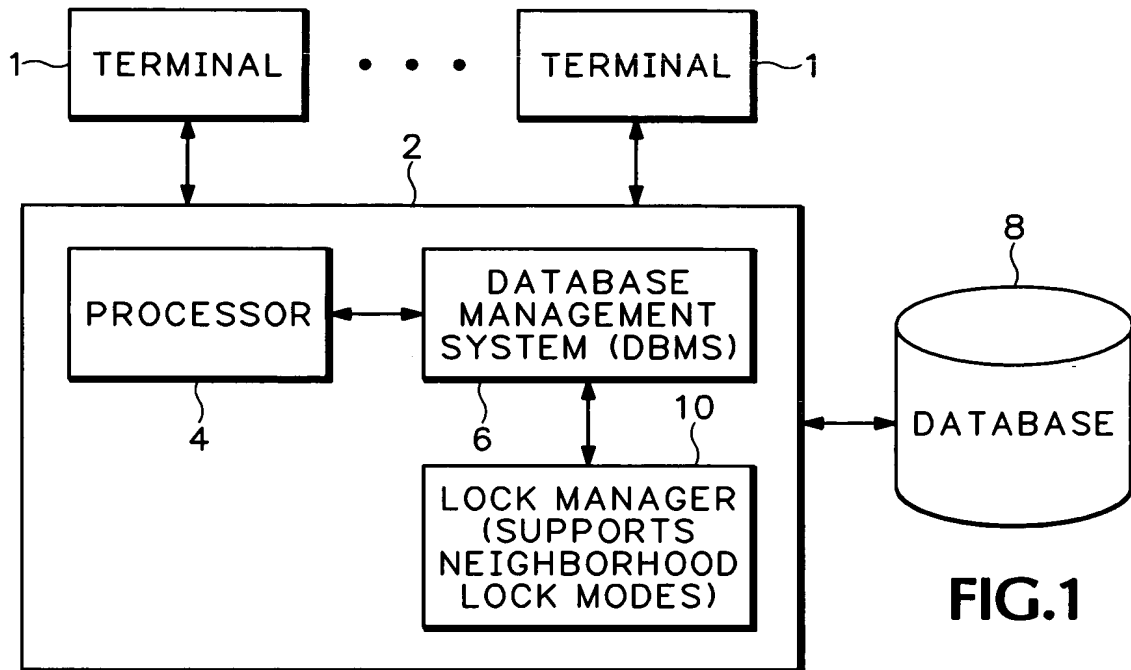 1 TERMINAL • • • TERMINAL 1
2
PROCESSOR
4
DATABASE
MANAGEMENT
SYSTEM (DBMS)
6
10
LOCK MANAGER
(SUPPORTS
NEIGHBORHOOD
LOCK MODES)
8
DATABASE
FIG.1